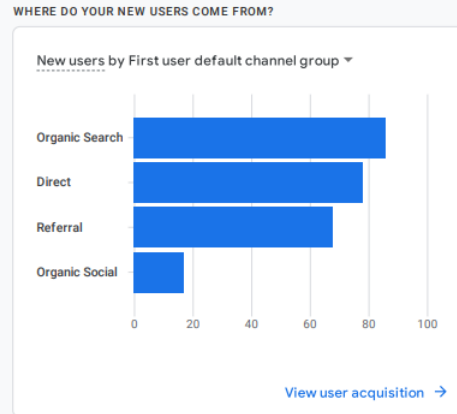 WHERE DO YOUR NEW USERS COME FROM?
New users by First user default channel group
Organic Search
Direct
Referral
Organic Social
0 20 40 60 80 100
View user acquisition →